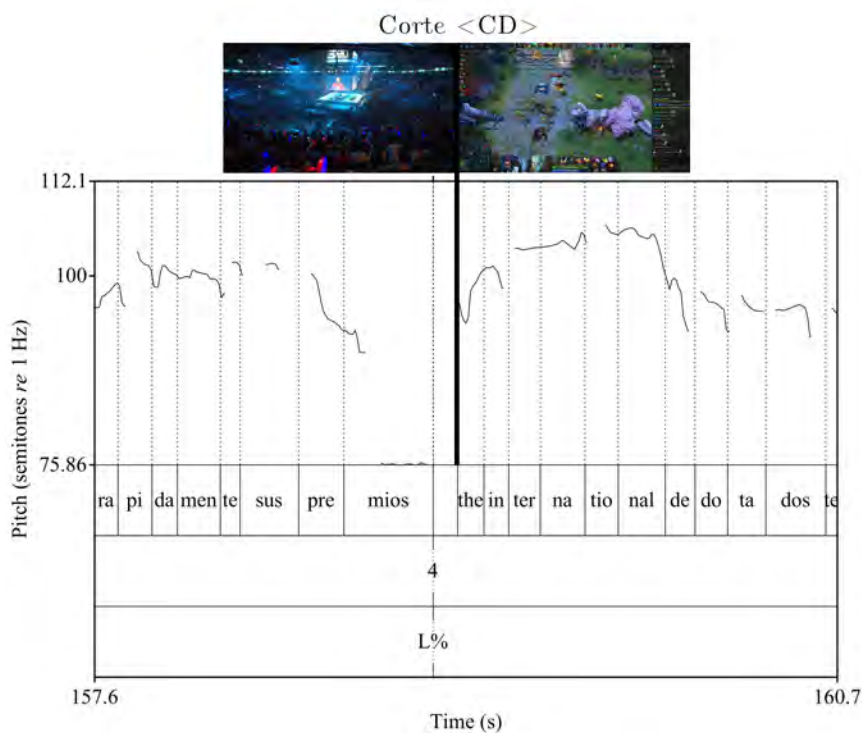 Corte <CD>
112.1
100
75.86
Pitch (semitones re 1 Hz)
ra pi da men te sus pre mios the in ter na tio nal de do ta dos te
4
L%
157.6 160.7
Time (s)